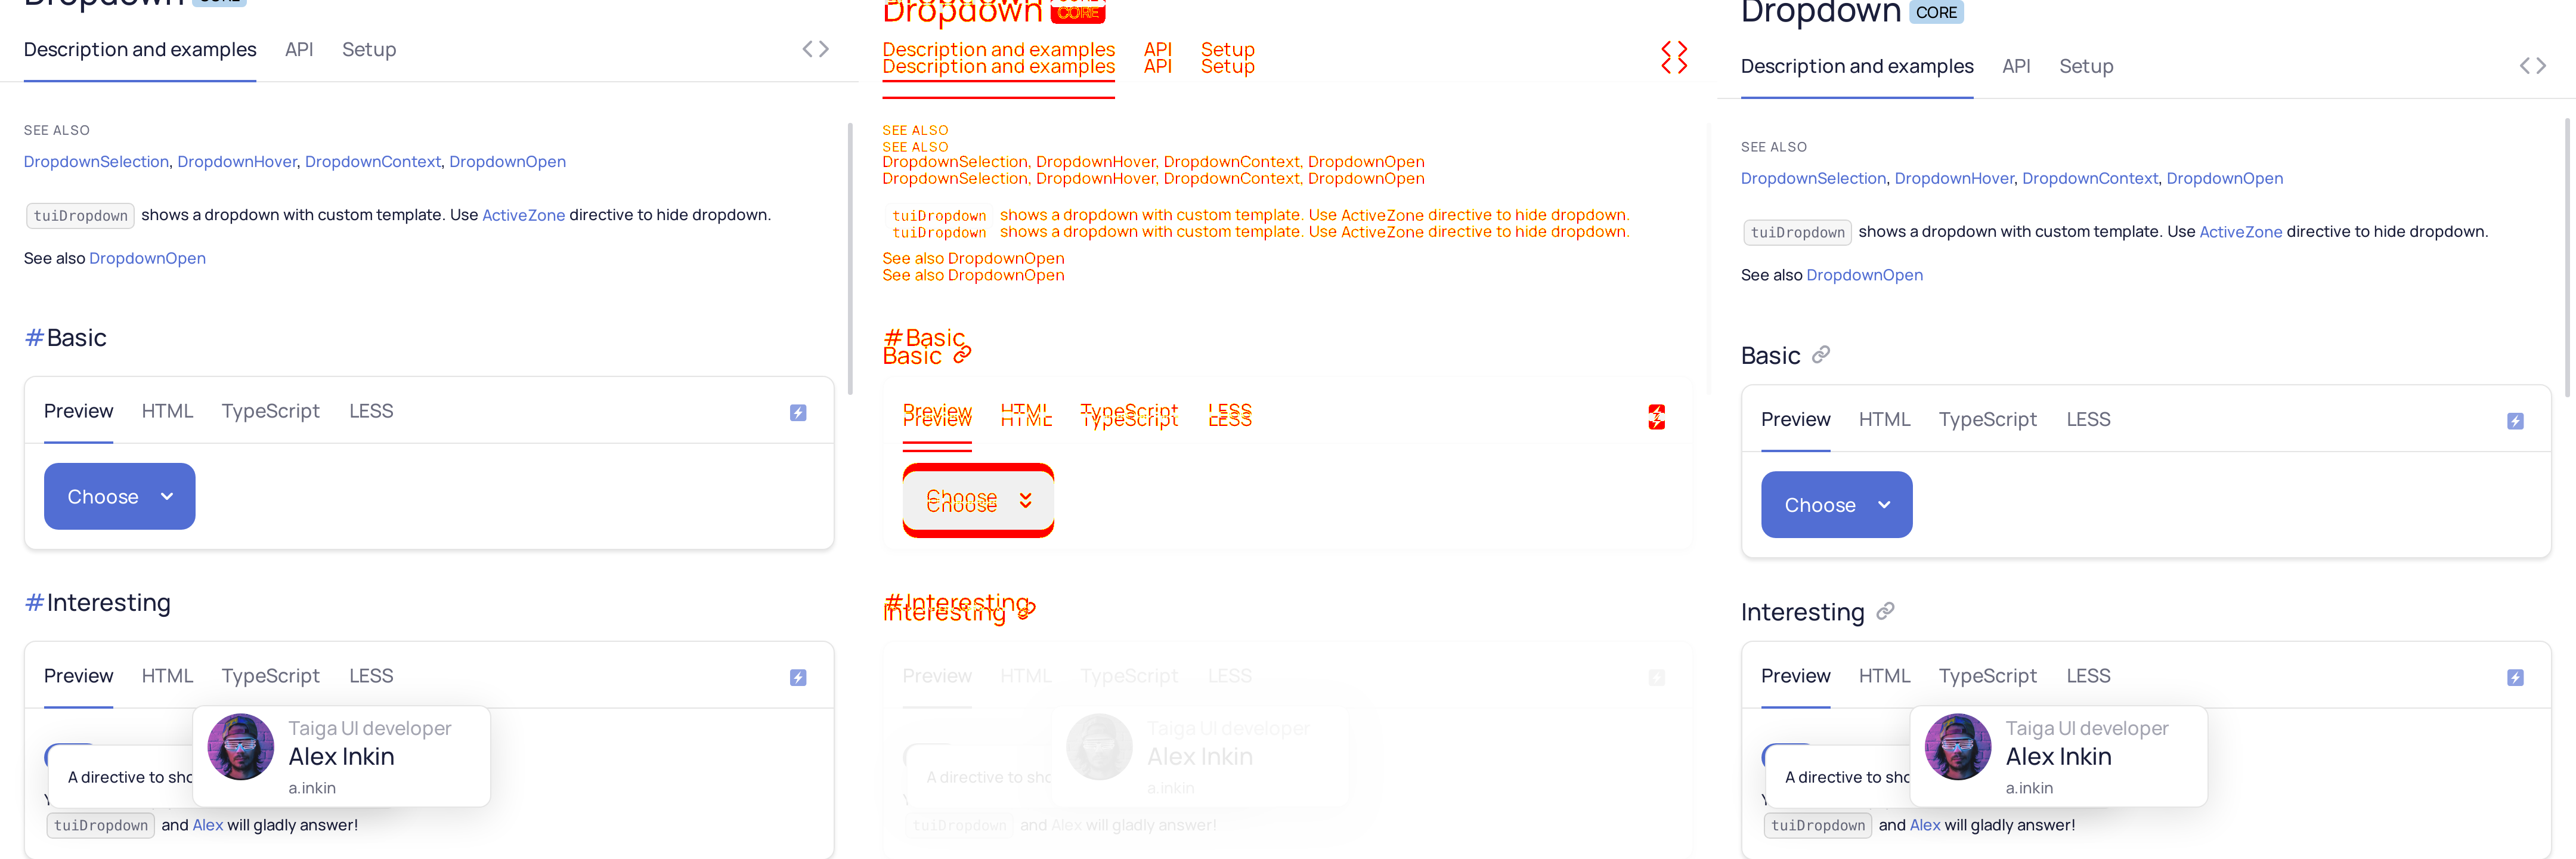 Dropdown CORE
Description and examples API Setup
SEE ALSO
DropdownSelection, DropdownHover, DropdownContext, DropdownOpen
tuiDropdown shows a dropdown with custom template. Use ActiveZone directive to hide dropdown.
See also DropdownOpen
#Basic
Preview HTML TypeScript LESS
Choose
#Interesting
Preview HTML TypeScript LESS
Taiga UI developer
Alex Inkin
A directive to sho
a.inkin
tuiDropdown and Alex will gladly answer!
Dropdown CORE
Description and examples API Setup
Description and examples API Setup
SEE ALSO
SEE ALSO
DropdownSelection, DropdownHover, DropdownContext, DropdownOpen
DropdownSelection, DropdownHover, DropdownContext, DropdownOpen
tuiDropdown shows a dropdown with custom template. Use ActiveZone directive to hide dropdown.
tuiDropdown shows a dropdown with custom template. Use ActiveZone directive to hide dropdown.
See also DropdownOpen
See also DropdownOpen
#Basic
Basic
Preview HTML TypeScript LESS
Preview HTML TypeScript LESS
Choose
Choose
#Interesting
Interesting
Preview HTML TypeScript LESS
Taiga UI developer
Alex Inkin
A directive to sho
a.inkin
tuiDropdown and Alex will gladly answer!
Dropdown CORE
Description and examples API Setup
SEE ALSO
DropdownSelection, DropdownHover, DropdownContext, DropdownOpen
tuiDropdown shows a dropdown with custom template. Use ActiveZone directive to hide dropdown.
See also DropdownOpen
Basic
Preview HTML TypeScript LESS
Choose
Interesting
Preview HTML TypeScript LESS
Taiga UI developer
Alex Inkin
A directive to sho
a.inkin
tuiDropdown and Alex will gladly answer!